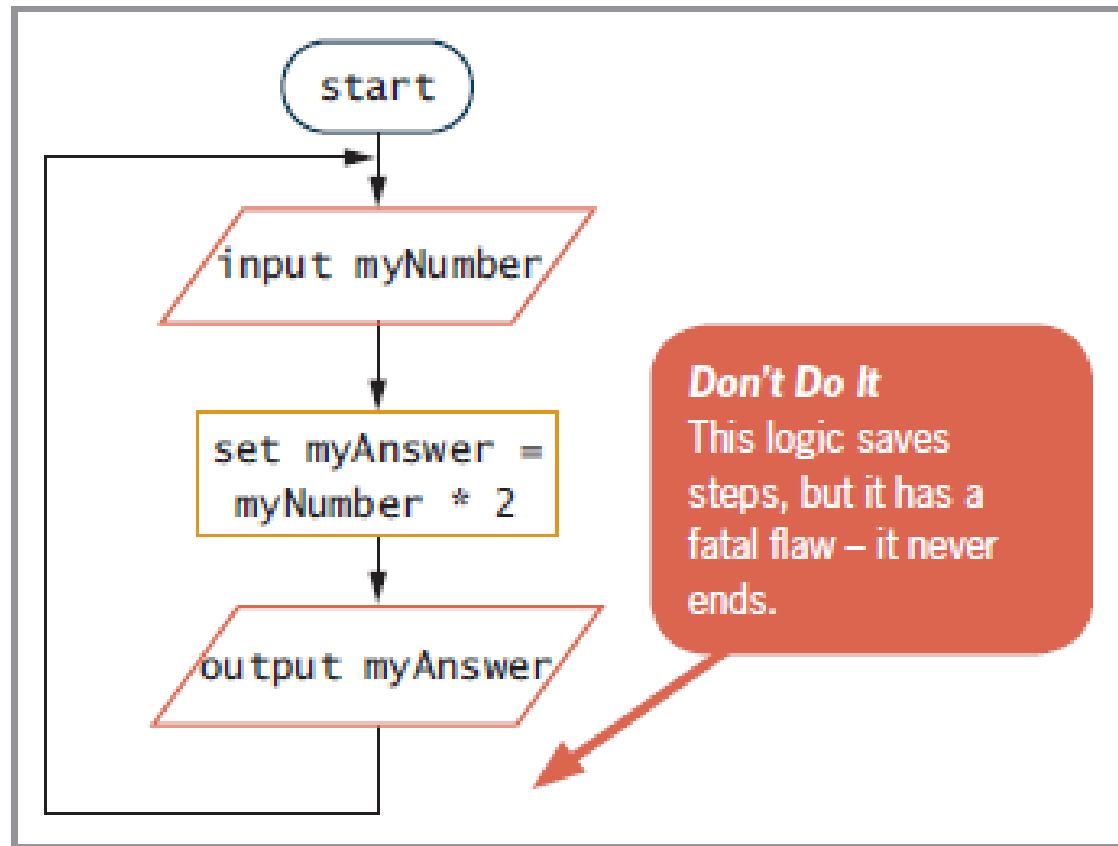 start
input myNumber
set myAnswer =
myNumber * 2
output myAnswer
Don't Do It
This logic saves
steps, but it has a
fatal flaw – it never
ends.